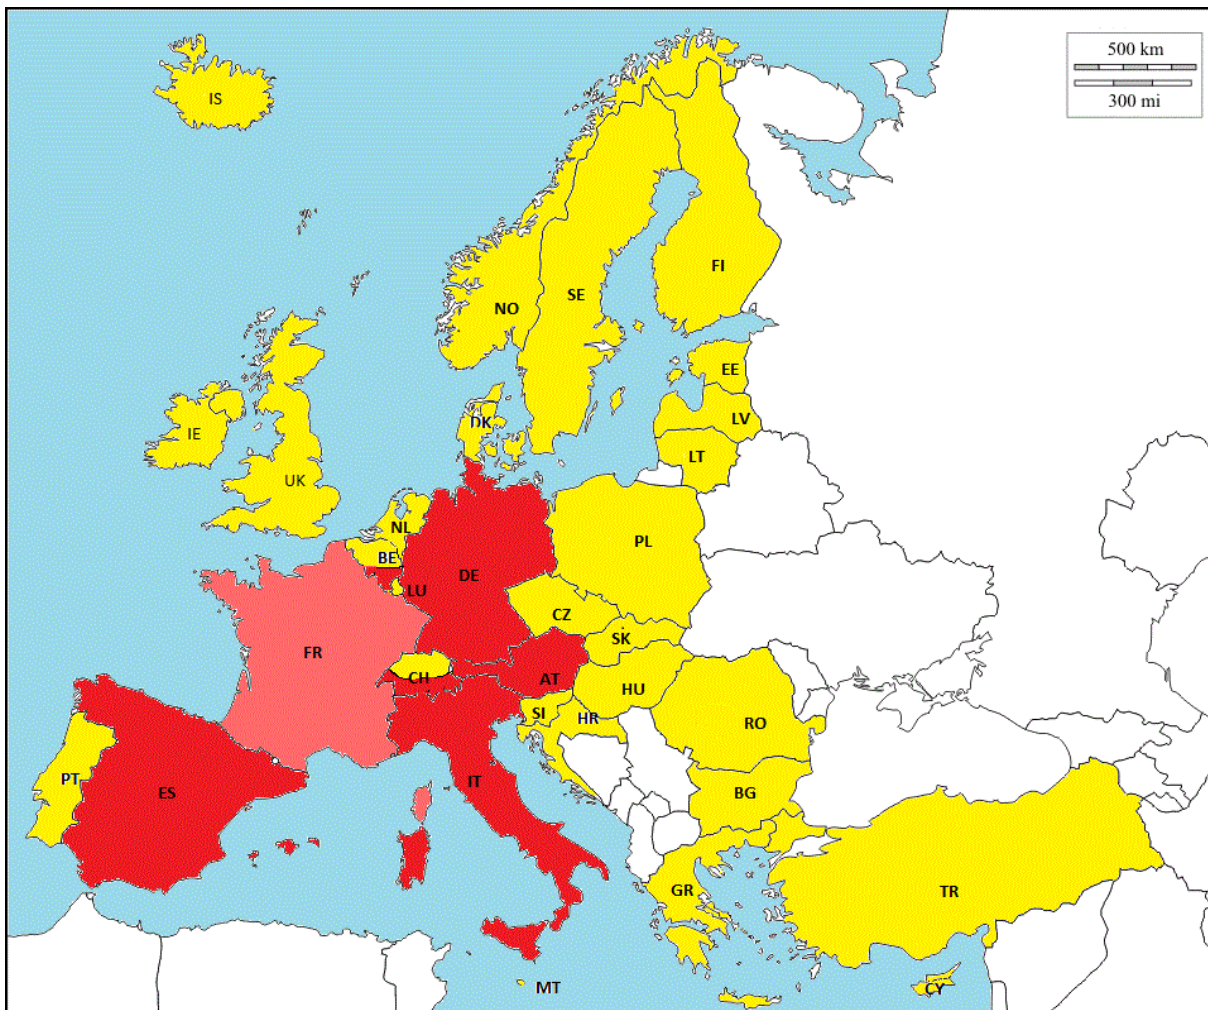 500 km
300 mi
IS
FI
SE
NO
EE
LV
DK
IE
LT
UK
NL
PL
BE
DE
LU
CZ
SK
FR
CH
AT
HU
SI
HR
RO
PT
ES
IT
BG
GR
TR
MT
CY